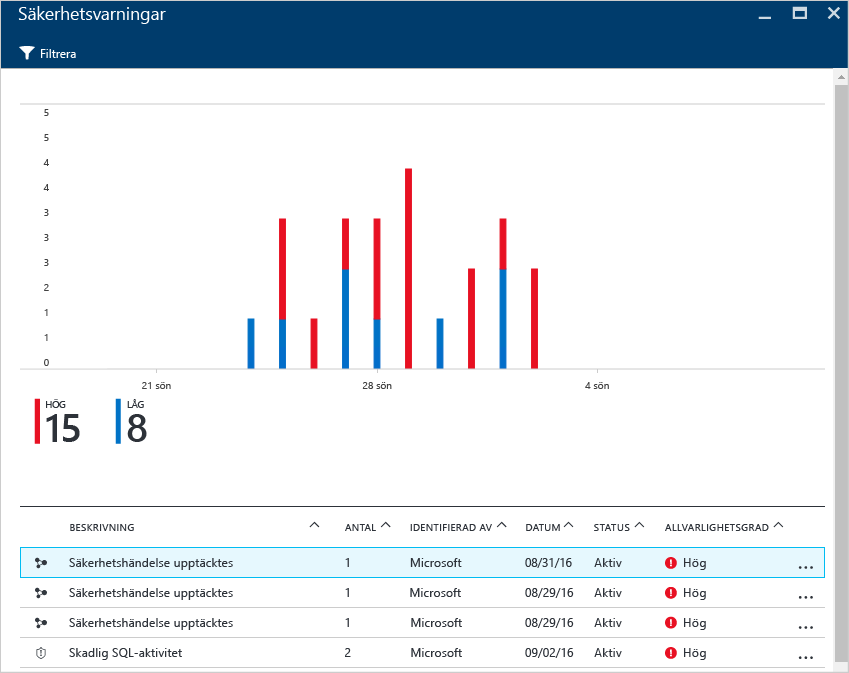 Säkerhetsvarningar
Filtrera
5
5
4
4
3
3
3
2
1
1
0
21 sön 28 sön 4 sön
HÖG LÅG
15 8
BESKRIVNING ANTAL IDENTIFIERAD AV DATUM STATUS ALLVARLIGHETSGRAD
Säkerhetshändelse upptäcktes 1 Microsoft 08/31/16 Aktiv Hög ...
Säkerhetshändelse upptäcktes 1 Microsoft 08/29/16 Aktiv Hög ...
Säkerhetshändelse upptäcktes 1 Microsoft 08/29/16 Aktiv Hög ...
Skadlig SQL-aktivitet 2 Microsoft 09/02/16 Aktiv Hög ...